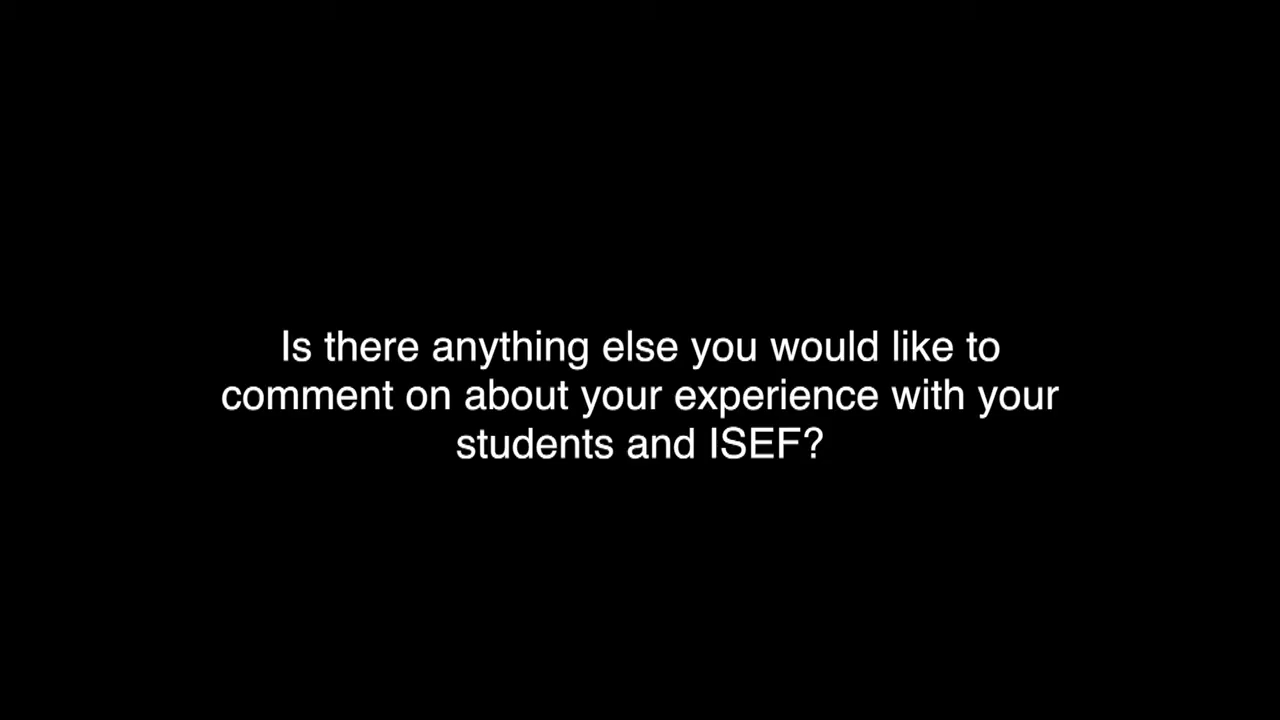 Is there anything else you would like to
comment on about your experience with your
students and ISEF?